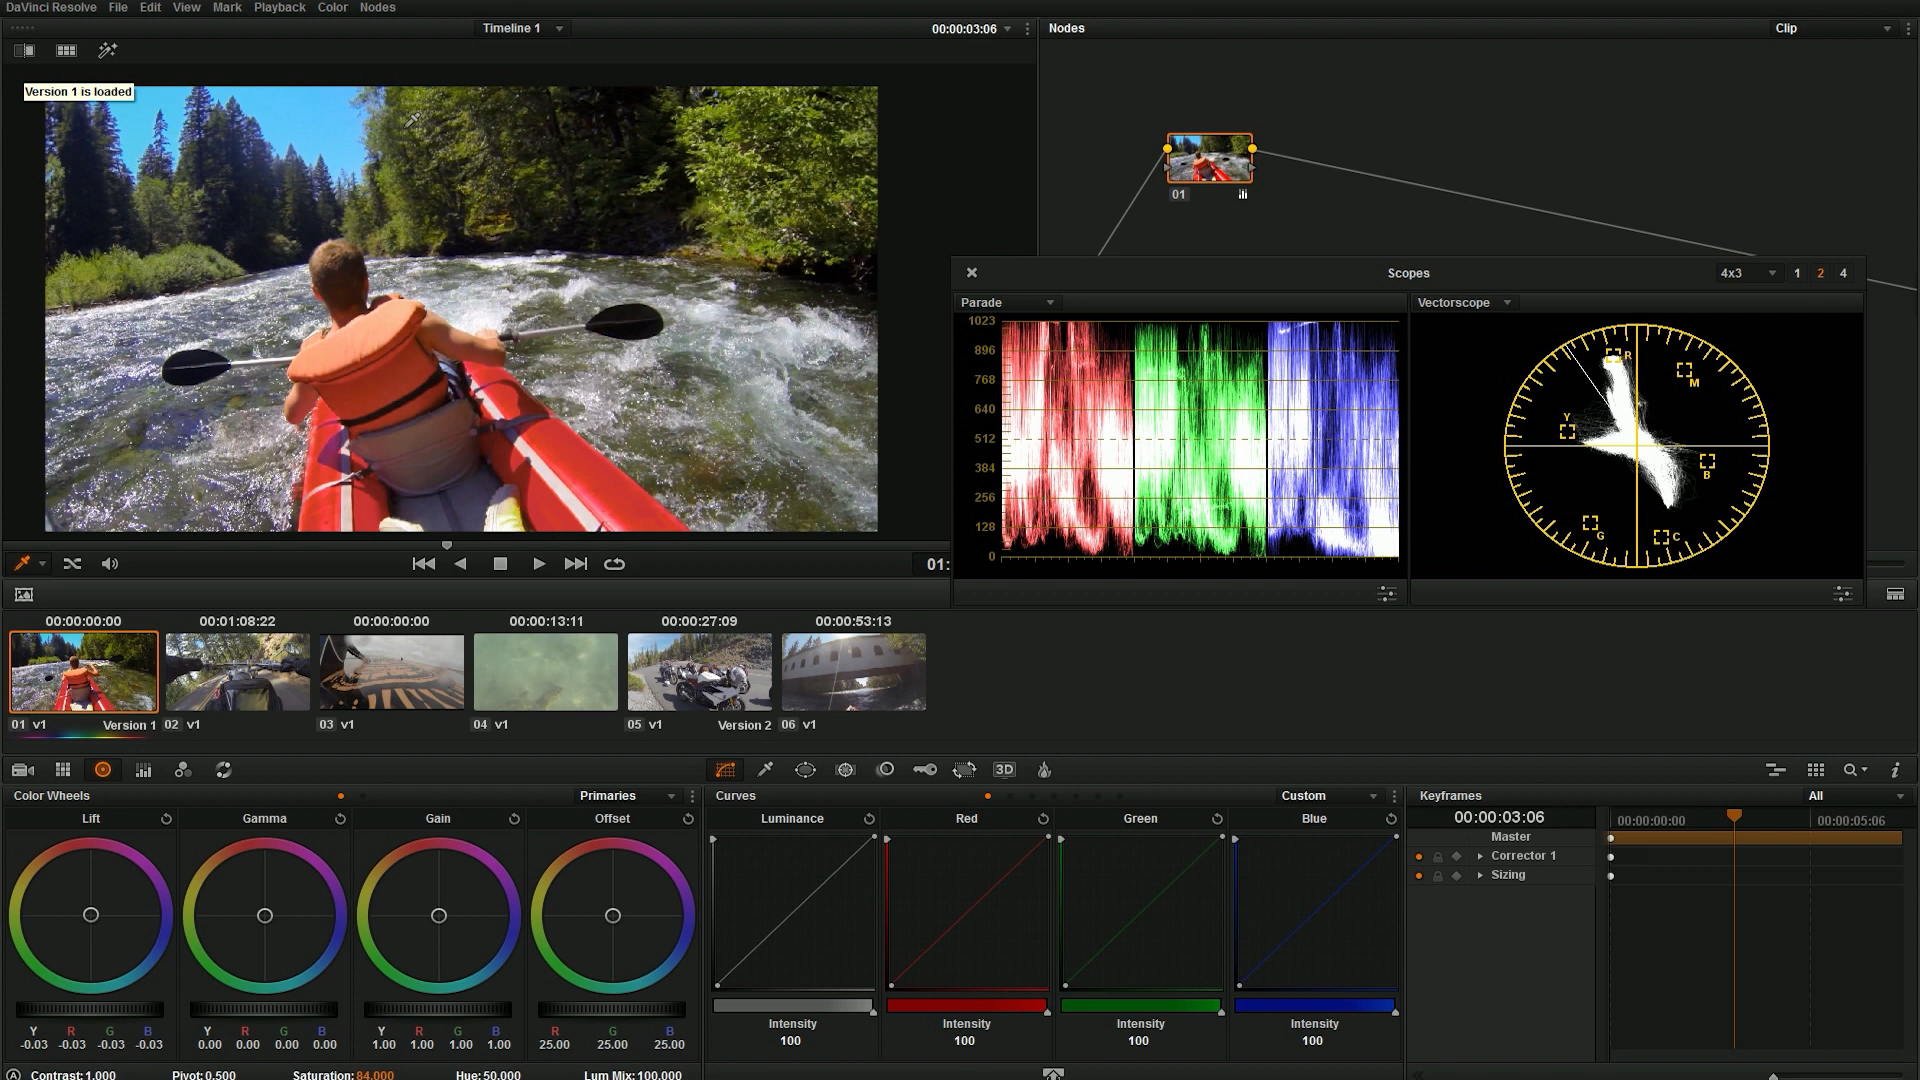 DaVinci Resolve File Edit View Mark Playback Color Nodes
Timeline 1 00:00:03:06
Nodes Clip
Version 1 is loaded
01
Scopes 4x3 1 2 4
Parade
1023
896
768
640
512
384
256
128
0
Vectorscope
R
M
Y
B
G
C
01:
00:00:00:00 00:01:08:22 00:00:00:00 00:00:13:11 00:00:27:09 00:00:53:13
01 v1 Version 1 02 v1 03 v1 04 v1 05 v1 Version 2 06 v1
3D
Color Wheels Primaries
Lift Gamma Gain Offset
Y R G B Y R G B Y R G B R G B
-0.03 -0.03 -0.03 -0.03 0.00 0.00 0.00 0.00 1.00 1.00 1.00 1.00 25.00 25.00 25.00
A Contrast:1.000 Pivot:0.500 Saturation:84.000 Hue:50.000 Lum Mix:100.000
Curves Custom
Luminance Red Green Blue
Intensity Intensity Intensity Intensity
100 100 100 100
Keyframes All
00:00:03:06 00:00:00:00 00:00:05:06
Master
Corrector 1
Sizing